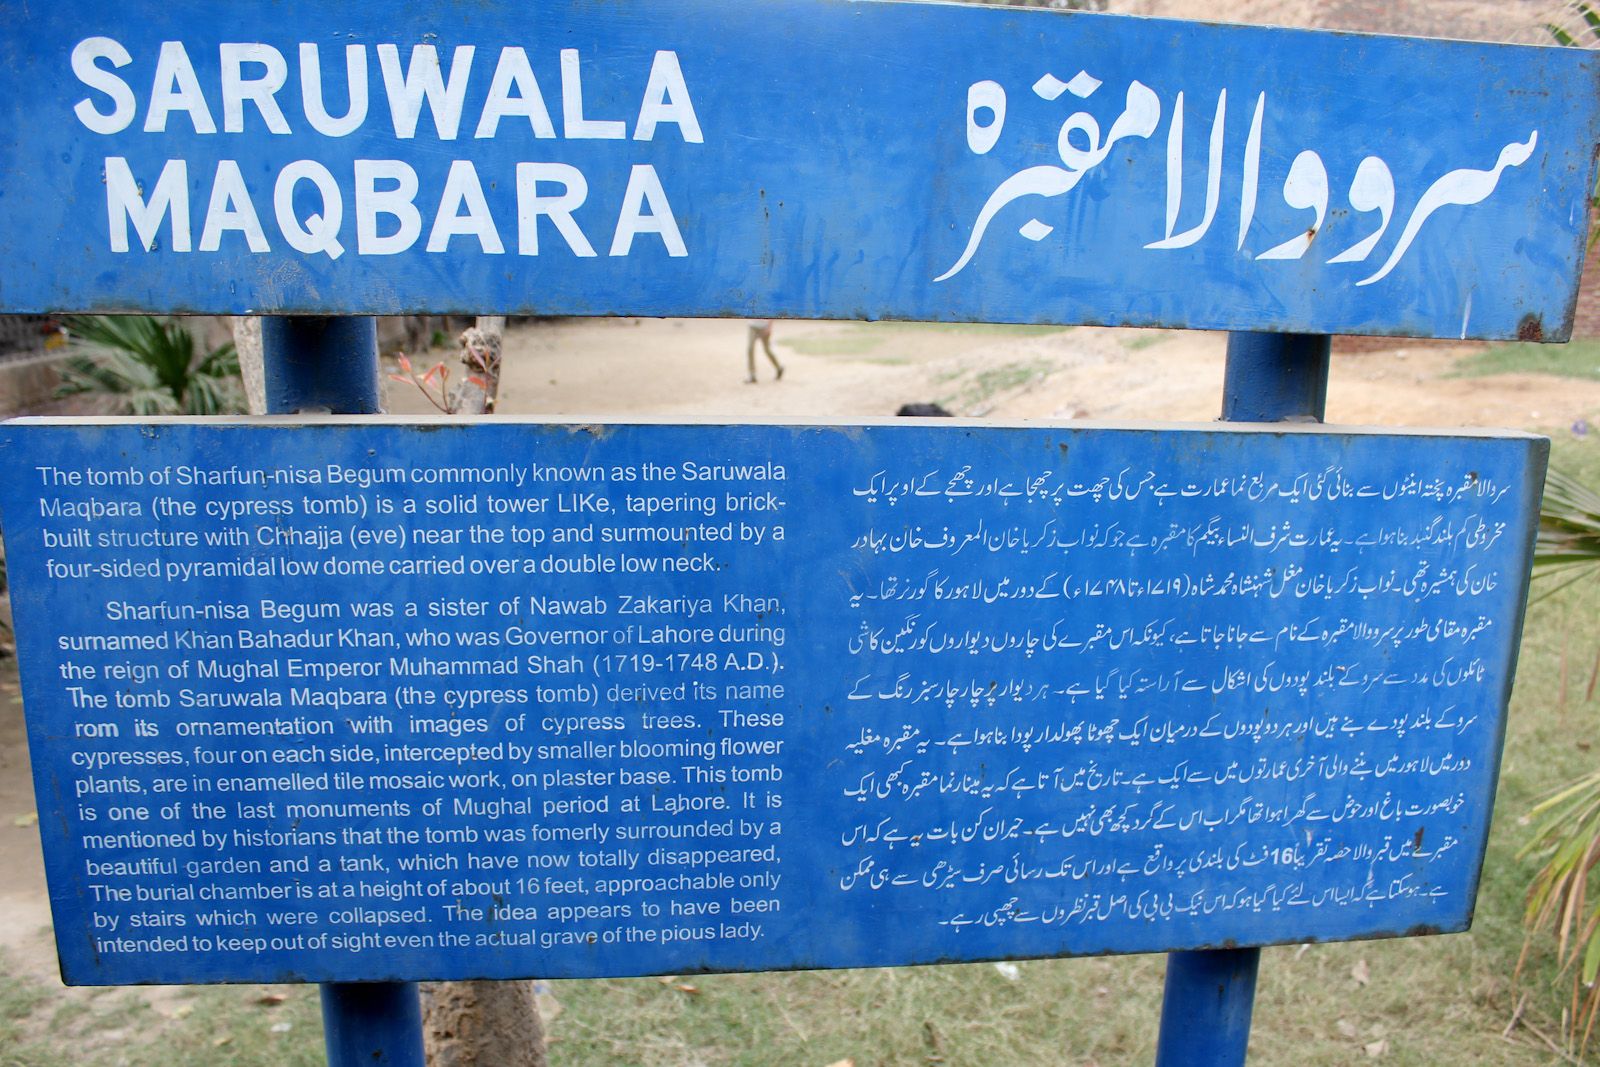 SARUWALA
MAQBARA
سرو والا مقبرہ
The tomb of Sharfun-nisa Begum commonly known as the Saruwala
Maqbara (the cypress tomb) is a solid tower LIKe, tapering brick-
built structure with Chhajja (eve) near the top and surmounted by a
four-sided pyramidal low dome carried over a double low neck.
Sharfun-nisa Begum was a sister of Nawab Zakariya Khan,
surnamed Khan Bahadur Khan, who was Governor of Lahore during
the reign of Mughal Emperor Muhammad Shah (1719-1748 A.D.).
The tomb Saruwala Maqbara (the cypress tomb) derived its name
rom its ornamentation with images of cypress trees. These
cypresses, four on each side, intercepted by smaller blooming flower
plants, are in enamelled tile mosaic work, on plaster base. This tomb
is one of the last monuments of Mughal period at Lahore. It is
mentioned by historians that the tomb was fomerly surrounded by a
beautiful garden and a tank, which have now totally disappeared,
The burial chamber is at a height of about 16 feet, approachable only
by stairs which were collapsed. The idea appears to have been
intended to keep out of sight even the actual grave of the pious lady.
سرو والا مقبرہ پختہ اینٹوں سے بنائی گئی ایک مربع نما عمارت ہے جس کی چھت پر چھجا ہے اور چھجے کے اوپر ایک
مخروطی کم بلند گنبد بنا ہوا ہے۔ یہ عمارت شرف النساء بیگم کا مقبرہ ہے جو کہ نواب زکریا خان المعروف خان بہادر
خان کی ہمشیرہ تھی۔ نواب زکریا خان مغل شہنشاہ محمد شاہ (۱۷۱۹ء تا ۱۷۴۸ء) کے دور میں لاہور کا گورنر تھا۔ یہ
مقبرہ مقامی طور پر سرو والا مقبرہ کے نام سے جانا جاتا ہے، کیونکہ اس مقبرے کی چاروں دیواروں کو رنگین کاشی
ٹائلوں کی مدد سے سرو کے بلند پودوں کی اشکال سے آراستہ کیا گیا ہے۔ ہر دیوار پر چار چار سبز رنگ کے
سرو کے بلند پودے بنے ہیں اور ہر دو پودوں کے درمیان ایک چھوٹا پھولدار پودا بنا ہوا ہے۔ یہ مقبرہ مغلیہ
دور میں لاہور میں بننے والی آخری عمارتوں میں سے ایک ہے۔ تاریخ میں آتا ہے کہ یہ مینار نما مقبرہ کبھی ایک
خوبصورت باغ اور حوض سے گھرا ہوا تھا مگر اب اس کے گرد کچھ بھی نہیں ہے۔ حیران کن بات یہ ہے کہ اس
مقبرے میں قبر والا حصہ تقریباً 16 فٹ کی بلندی پر واقع ہے اور اس تک رسائی صرف سیڑھی سے ہی ممکن
ہے۔ ہو سکتا ہے کہ ایسا اس لئے کیا گیا ہو کہ اس نیک بی بی کی اصل قبر نظروں سے چھپی رہے۔